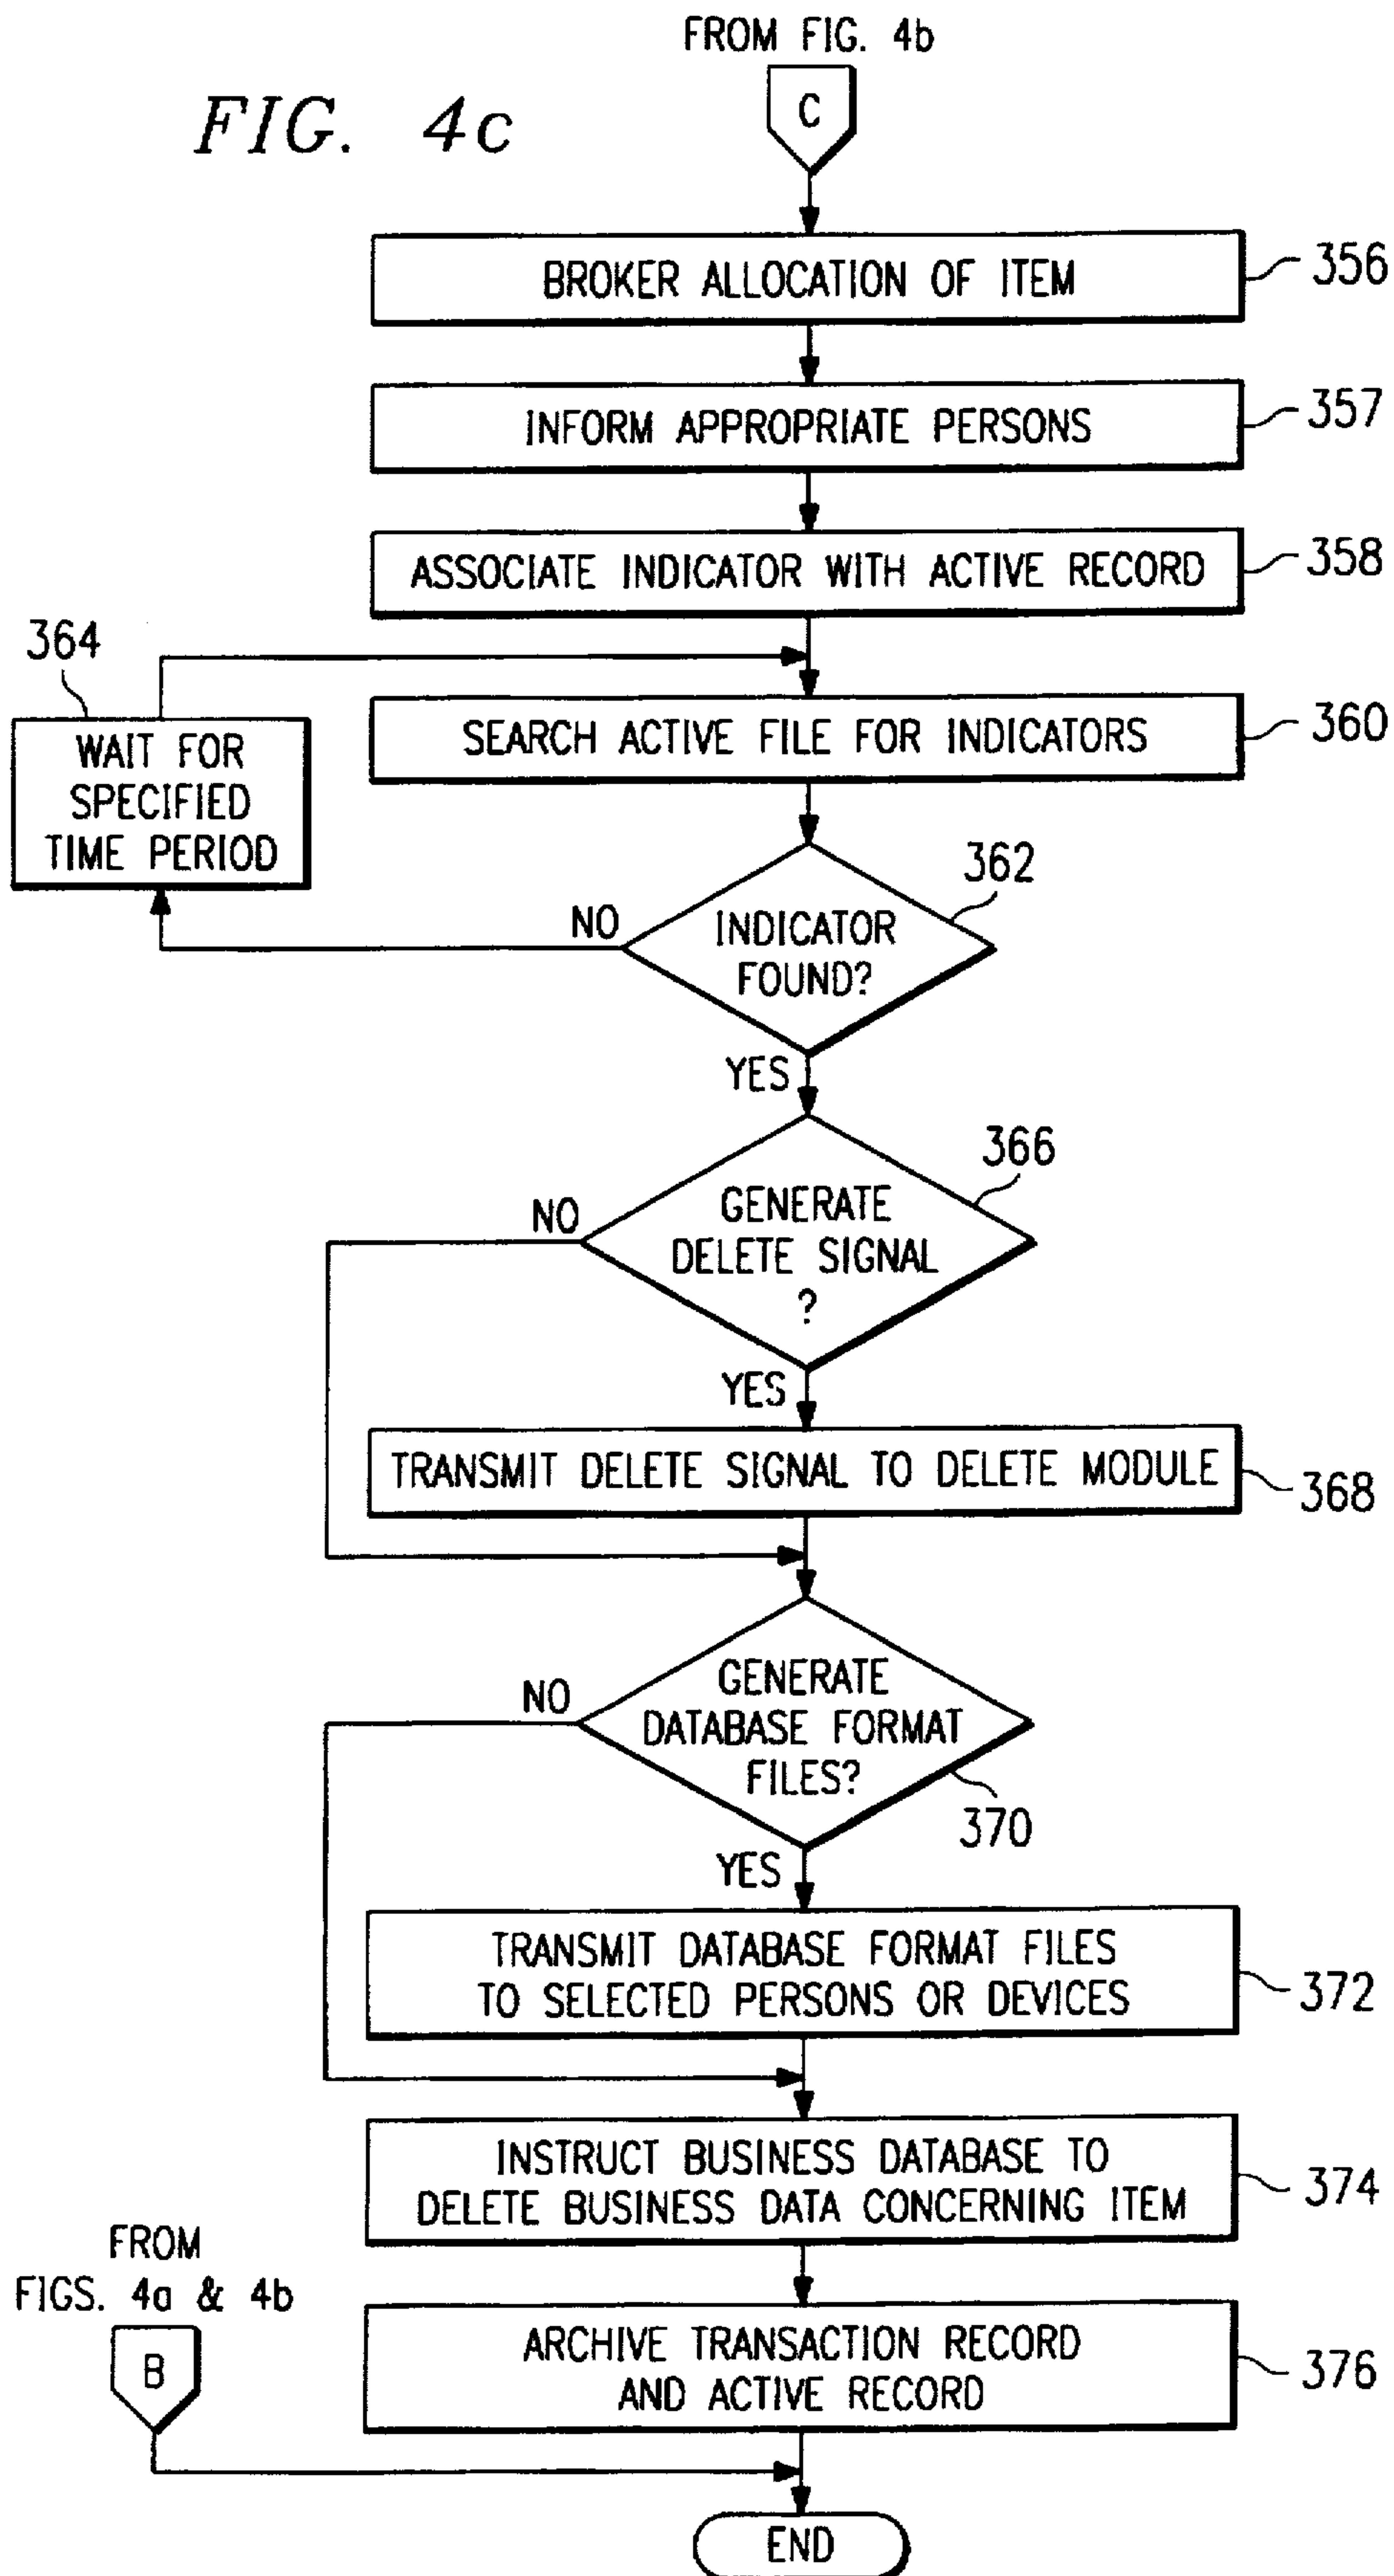 FROM FIG. 4b
FIG. 4c
C
BROKER ALLOCATION OF ITEM
356
INFORM APPROPRIATE PERSONS
357
ASSOCIATE INDICATOR WITH ACTIVE RECORD
358
364
SEARCH ACTIVE FILE FOR INDICATORS
360
WAIT FOR
SPECIFIED
TIME PERIOD
362
NO
INDICATOR
FOUND?
YES
366
NO
GENERATE
DELETE SIGNAL
?
YES
TRANSMIT DELETE SIGNAL TO DELETE MODULE
368
NO
GENERATE
DATABASE FORMAT
FILES?
370
YES
TRANSMIT DATABASE FORMAT FILES
TO SELECTED PERSONS OR DEVICES
372
INSTRUCT BUSINESS DATABASE TO
DELETE BUSINESS DATA CONCERNING ITEM
374
FROM
FIGS. 4a & 4b
B
ARCHIVE TRANSACTION RECORD
AND ACTIVE RECORD
376
END